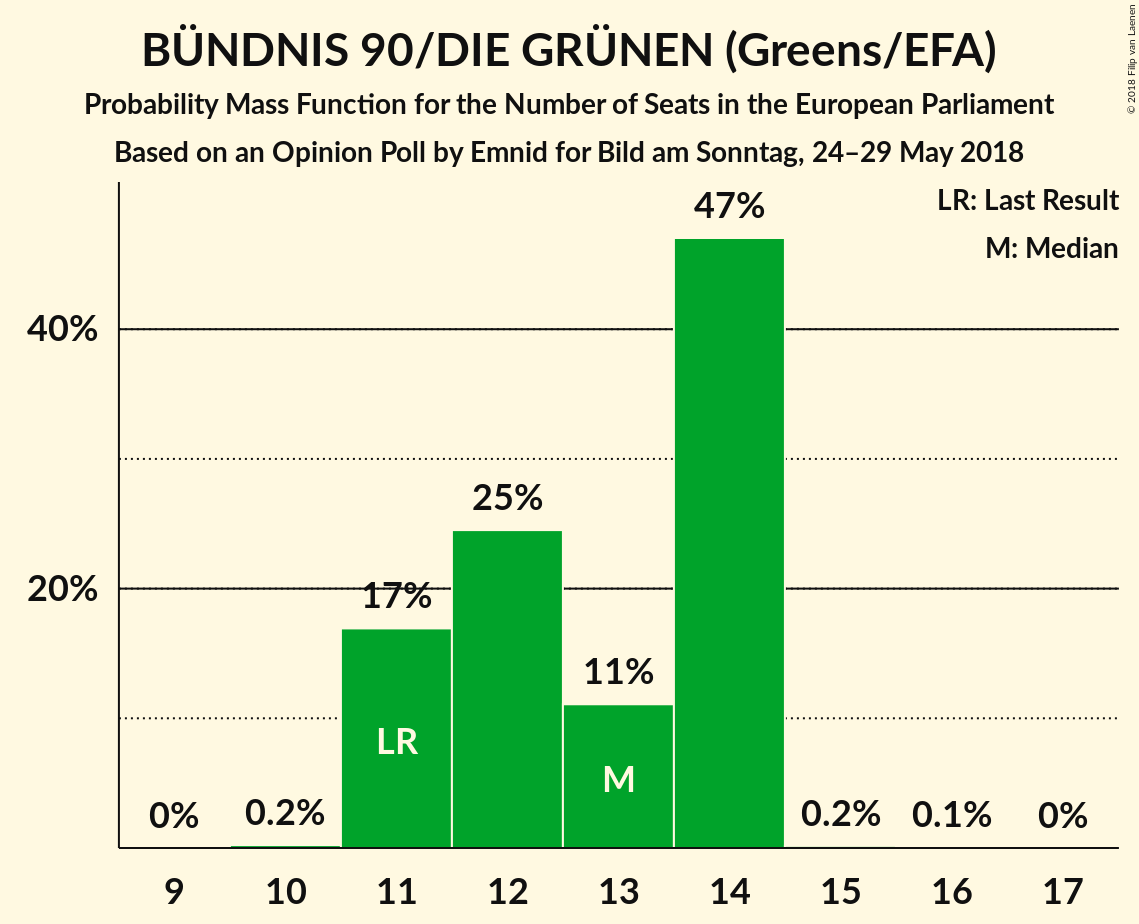 BÜNDNIS 90/DIE GRÜNEN (Greens/EFA)
Probability Mass Function for the Number of Seats in the European Parliament
Based on an Opinion Poll by Emnid for Bild am Sonntag, 24–29 May 2018
© 2018 Filip van Laenen
LR: Last Result
M: Median
47%
40%
25%
20%
17%
11%
LR
M
0%
0.2%
0.2%
0.1%
0%
9
10
11
12
13
14
15
16
17